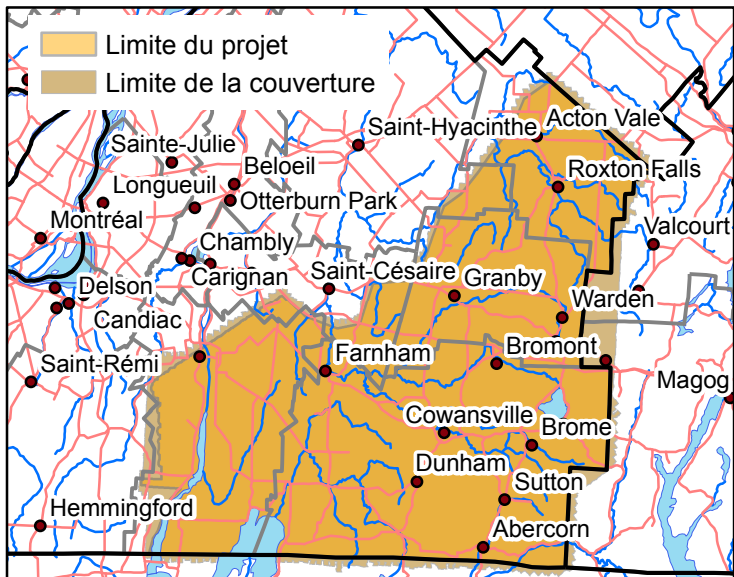 Limite du projet
Limite de la couverture
Saint-Hyacinthe
Acton Vale
Sainte-Julie
Beloeil
Roxton Falls
Longueuil
Otterburn Park
Montréal
Valcourt
Chambly
Delson
Carignan
Saint-Césaire
Granby
Warden
Candiac
Saint-Rémi
Farnham
Bromont
Magog
Cowansville
Brome
Dunham
Sutton
Hemmingford
Abercorn